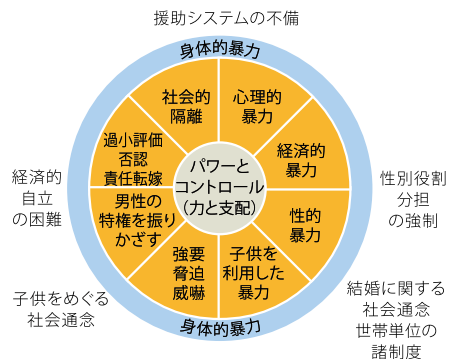 援助システムの不備
身体的暴力
社会的
隔離
心理的
暴力
過小評価
否認
責任転嫁
経済的
暴力
パワーと
コントロール
(力と支配)
男性の
特権を振り
かざす
性的
暴力
強要
脅迫
威嚇
子供を
利用した
暴力
身体的暴力
経済的
自立
の困難
性別役割
分担
の強制
子供をめぐる
社会通念
結婚に関する
社会通念
世帯単位の
諸制度